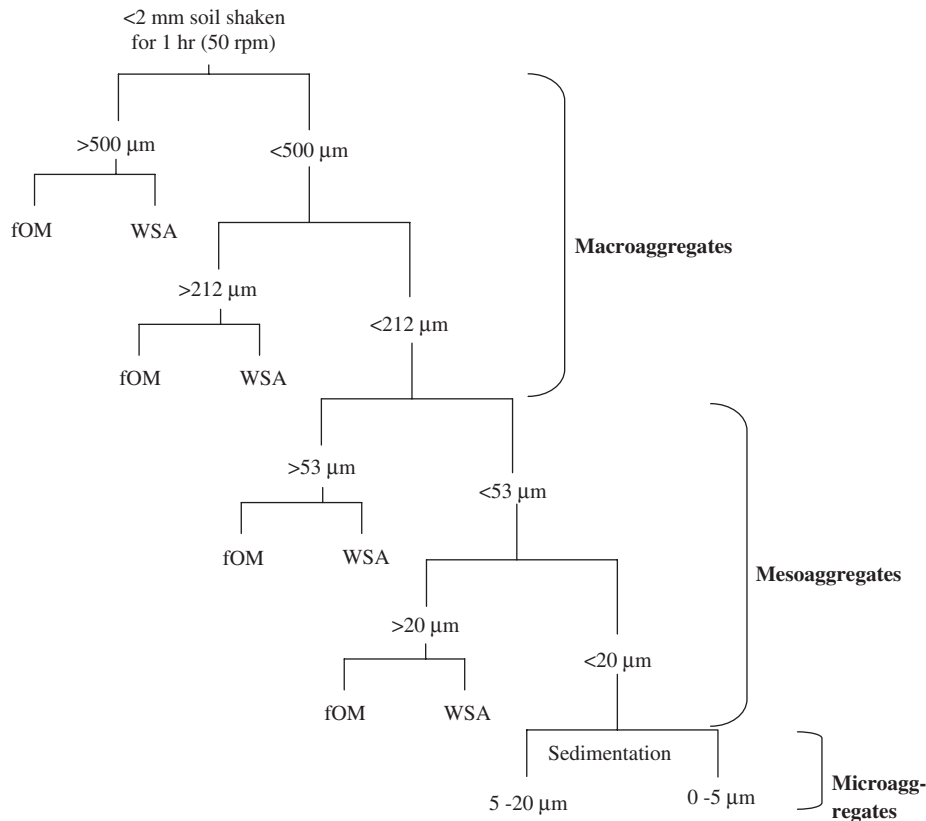 <2 mm soil shaken
for 1 hr (50 rpm)
>500 µm
<500 µm
fOM
WSA
Macroaggregates
>212 µm
<212 µm
fOM
WSA
>53 µm
<53 µm
fOM
WSA
Mesoaggregates
>20 µm
<20 µm
fOM
WSA
Sedimentation
5 -20 µm
0 -5 µm
Microagg-
regates